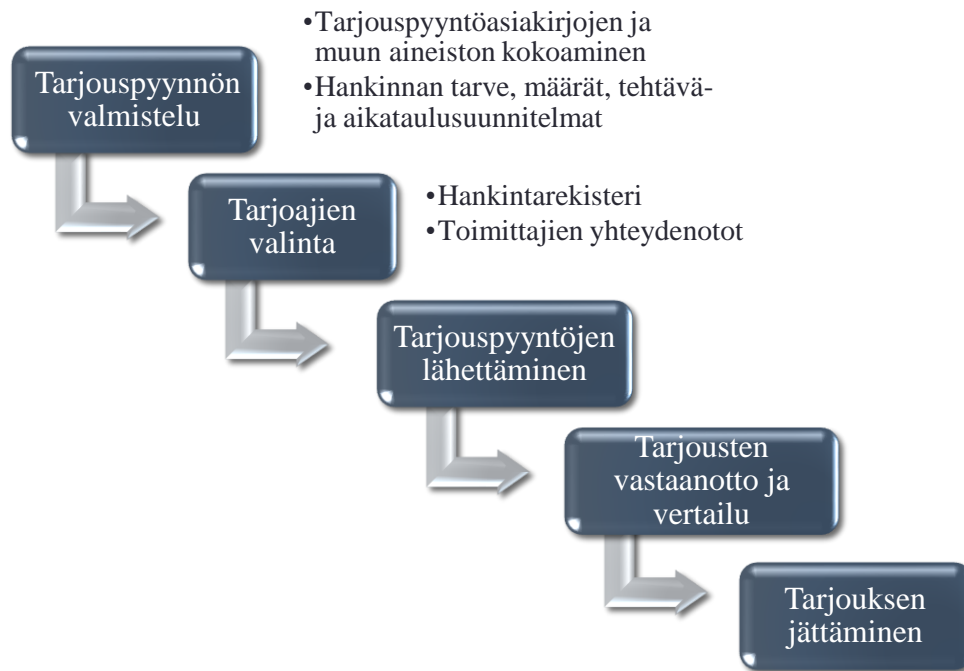 •Tarjouspyyntöasiakirjojen ja
muun aineiston kokoaminen
•Hankinnan tarve, määrät, tehtävä-
ja aikataulusuunnitelmat
Tarjouspyynnön
valmistelu
Tarjoajien
valinta
•Hankintarekisteri
•Toimittajien yhteydenotot
Tarjouspyyntöjen
lähettäminen
Tarjousten
vastaanotto ja
vertailu
Tarjouksen
jättäminen